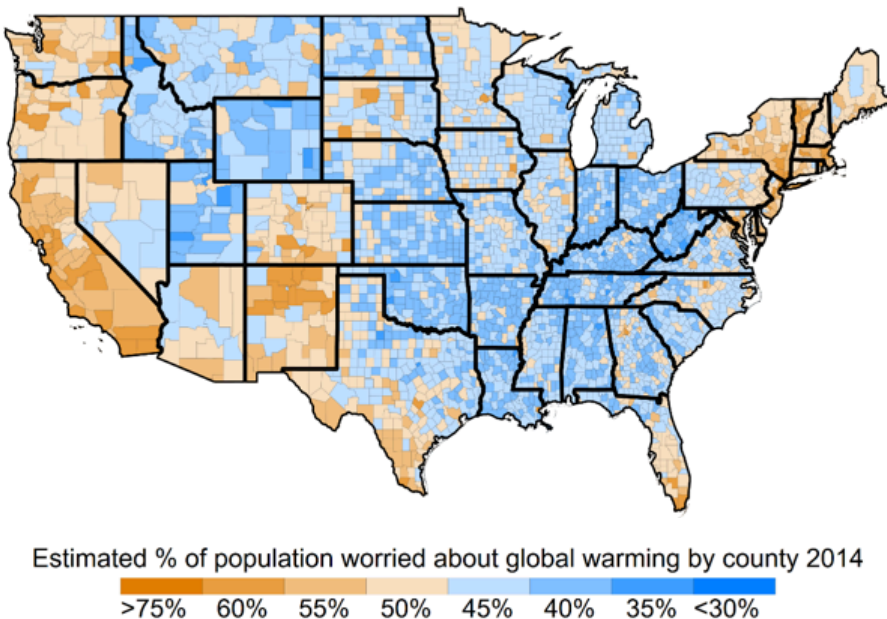 Estimated % of population worried about global warming by county 2014
>75% 60% 55% 50% 45% 40% 35% <30%